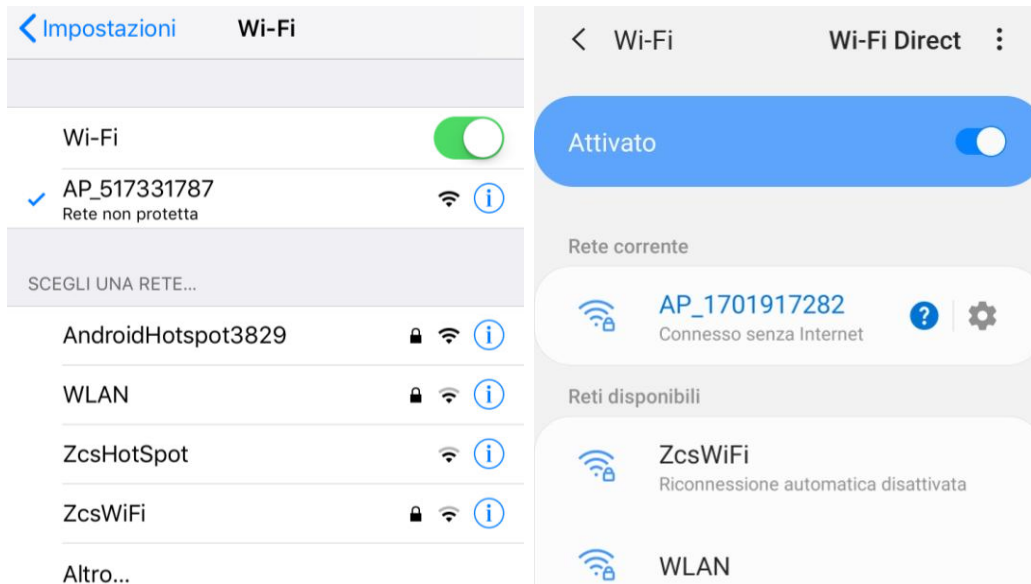 Impostazioni Wi-Fi
Wi-Fi
AP_517331787
Rete non protetta
SCEGLI UNA RETE...
AndroidHotspot3829
WLAN
ZcsHotSpot
ZcsWiFi
Altro...
Wi-Fi Wi-Fi Direct
Attivato
Rete corrente
AP_1701917282
Connesso senza Internet
Reti disponibili
ZcsWiFi
Riconnessione automatica disattivata
WLAN